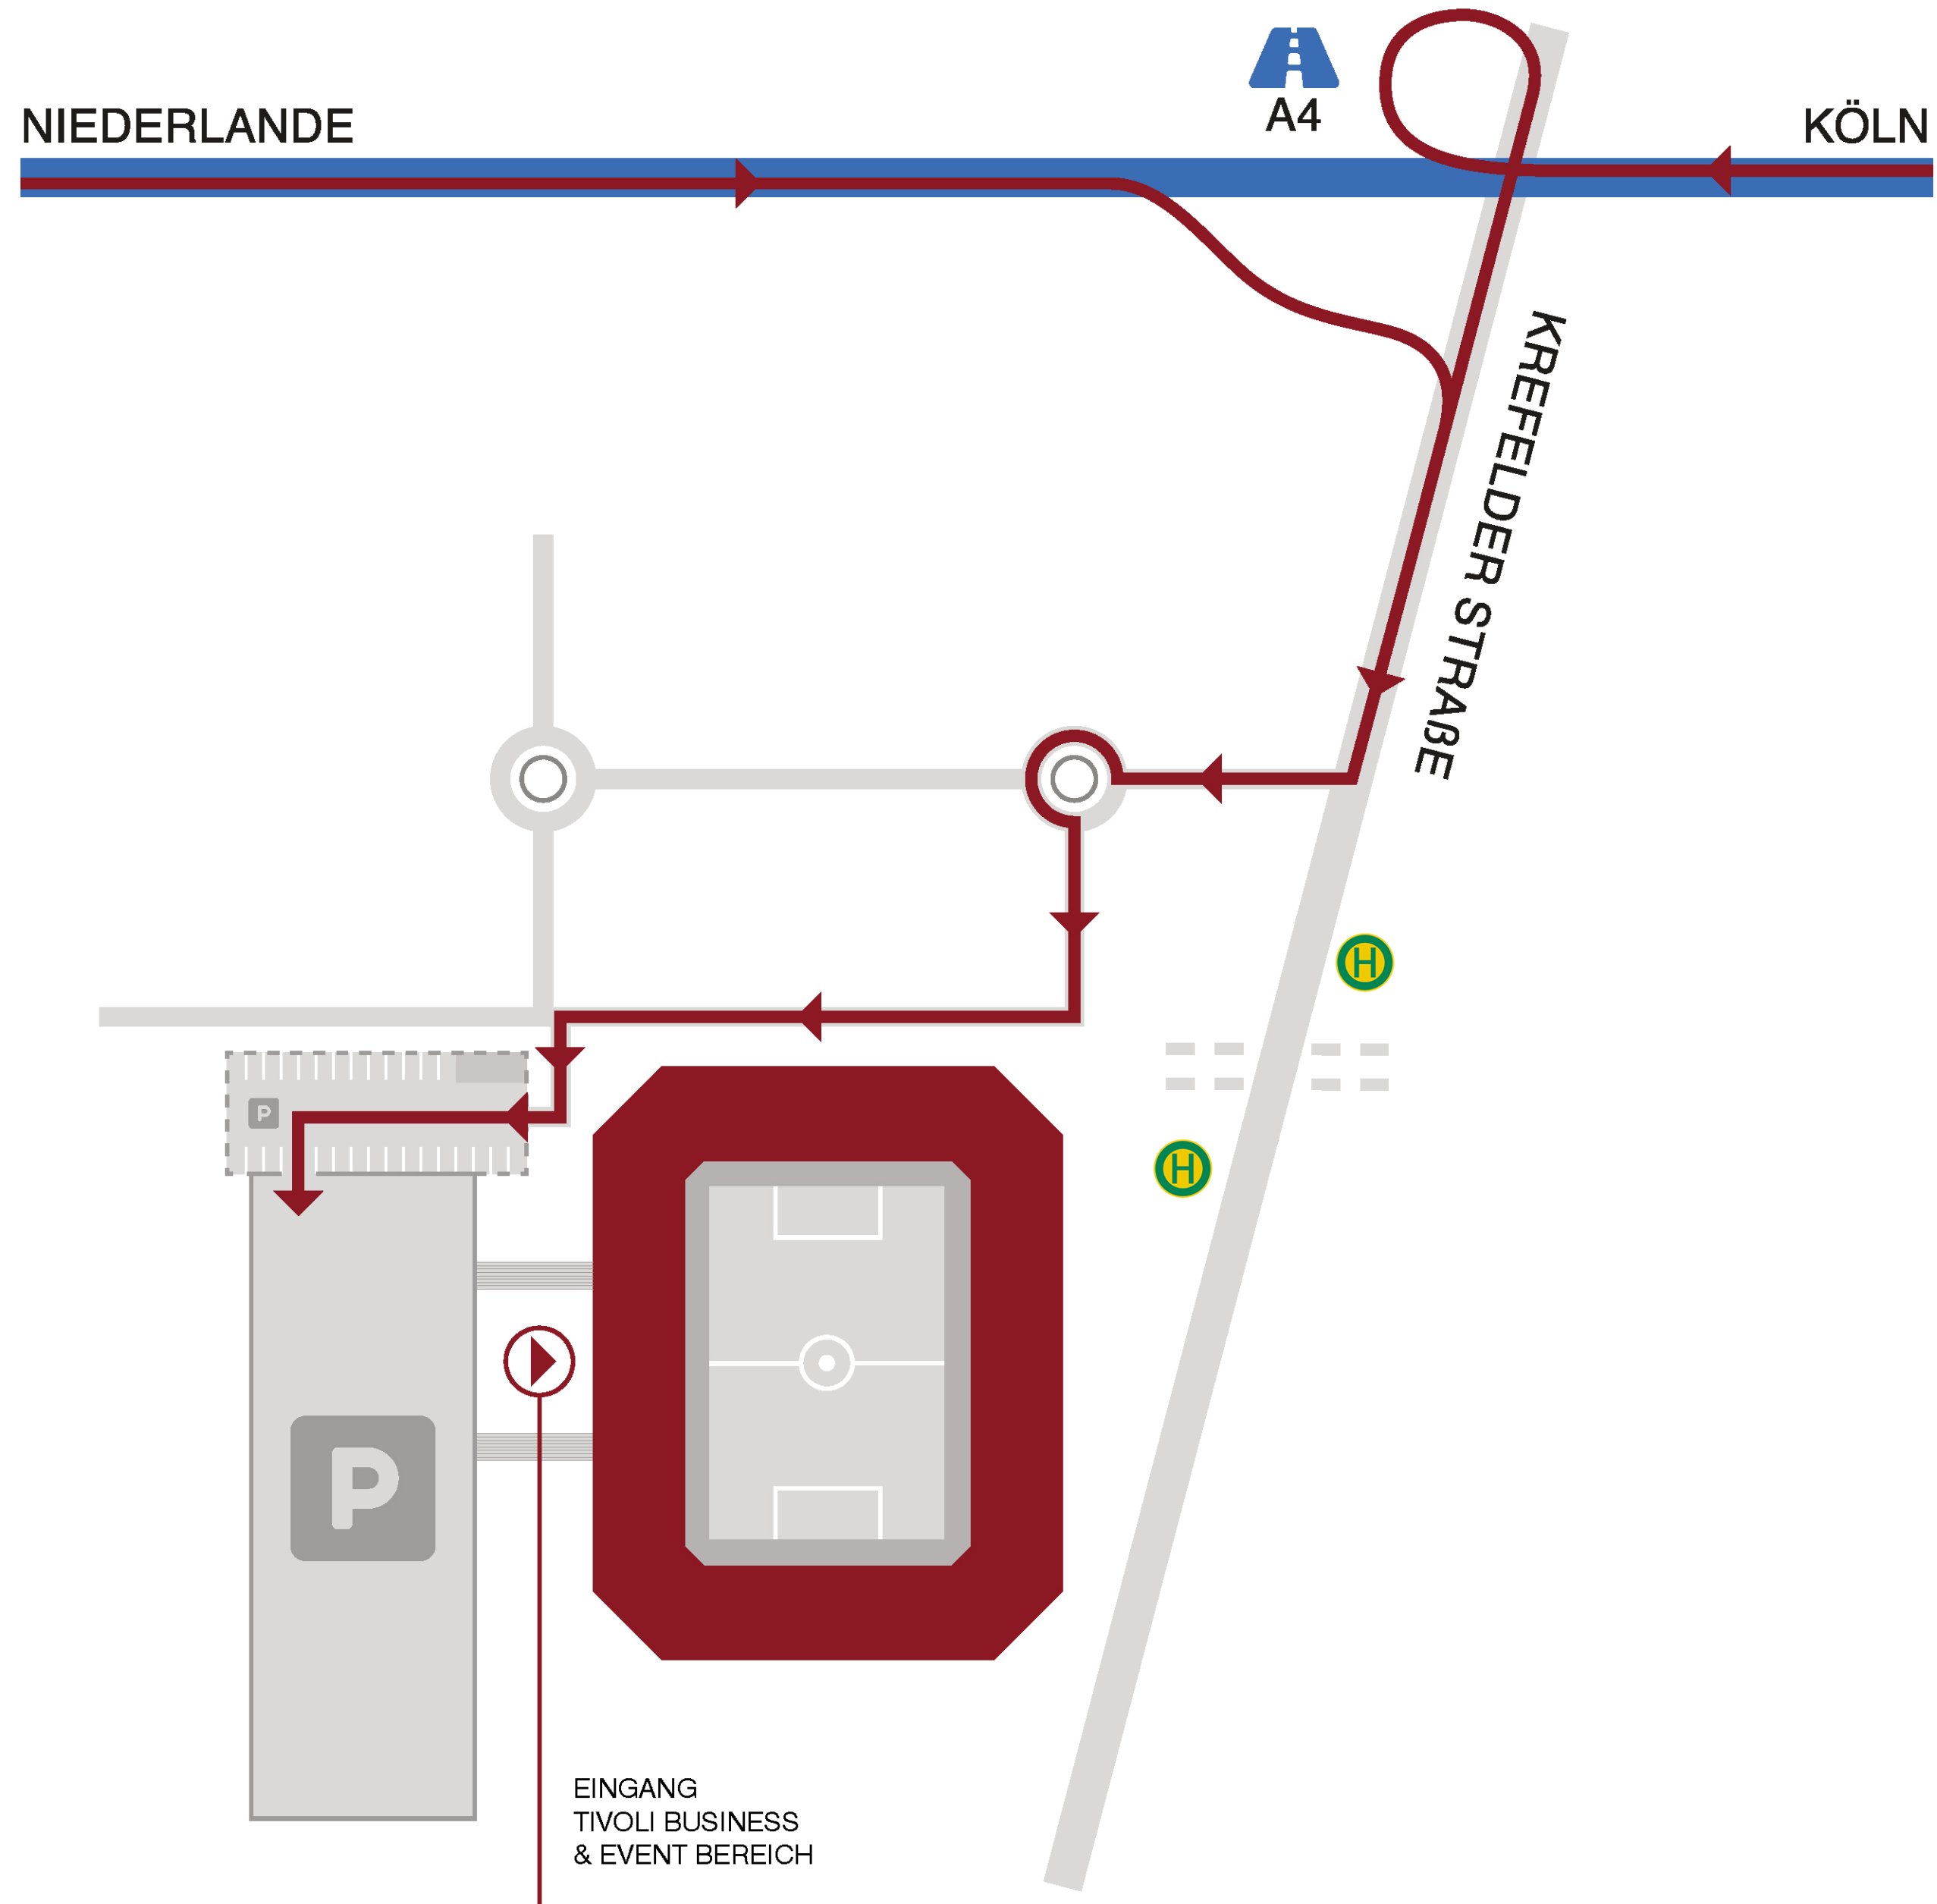 A4
NIEDERLANDE
KÖLN
KREFELDER STRAßE
H
H
P
P
EINGANG
TIVOLI BUSINESS
& EVENT BEREICH